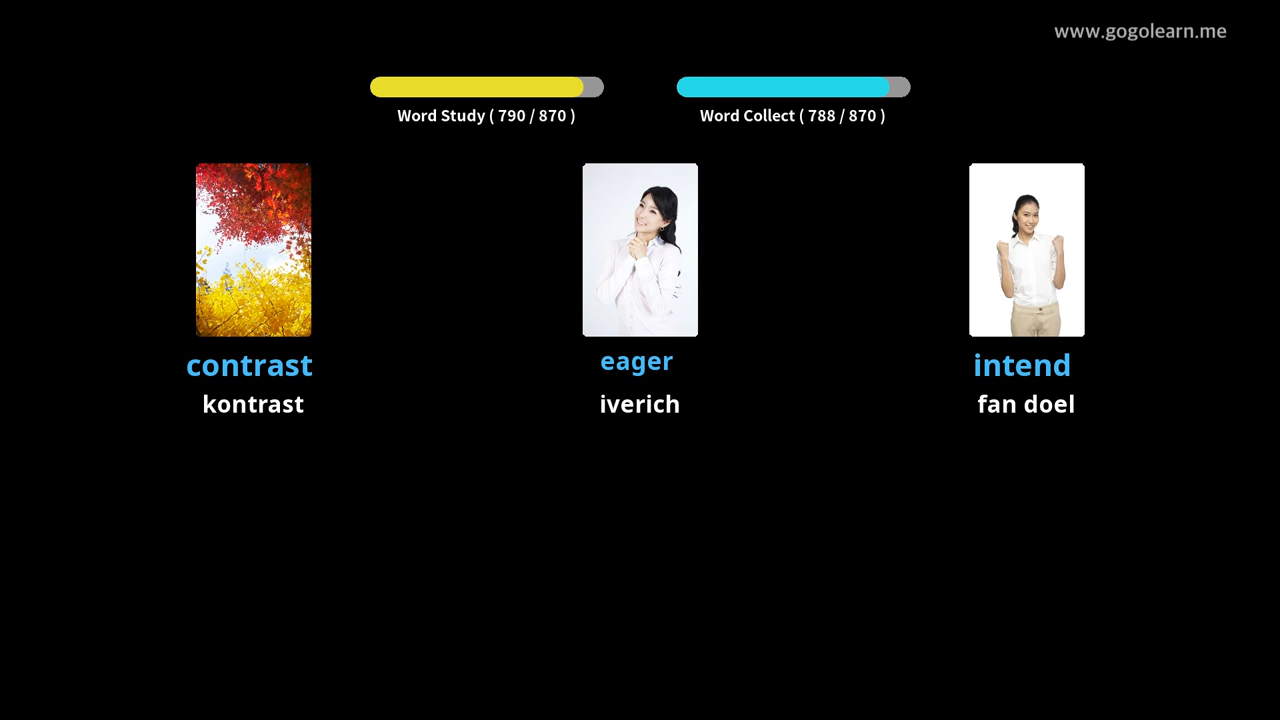 www.gogolearn.me
Word Study ( 790 / 870 )
Word Collect ( 788 / 870 )
contrast
kontrast
eager
iverich
intend
fan doel